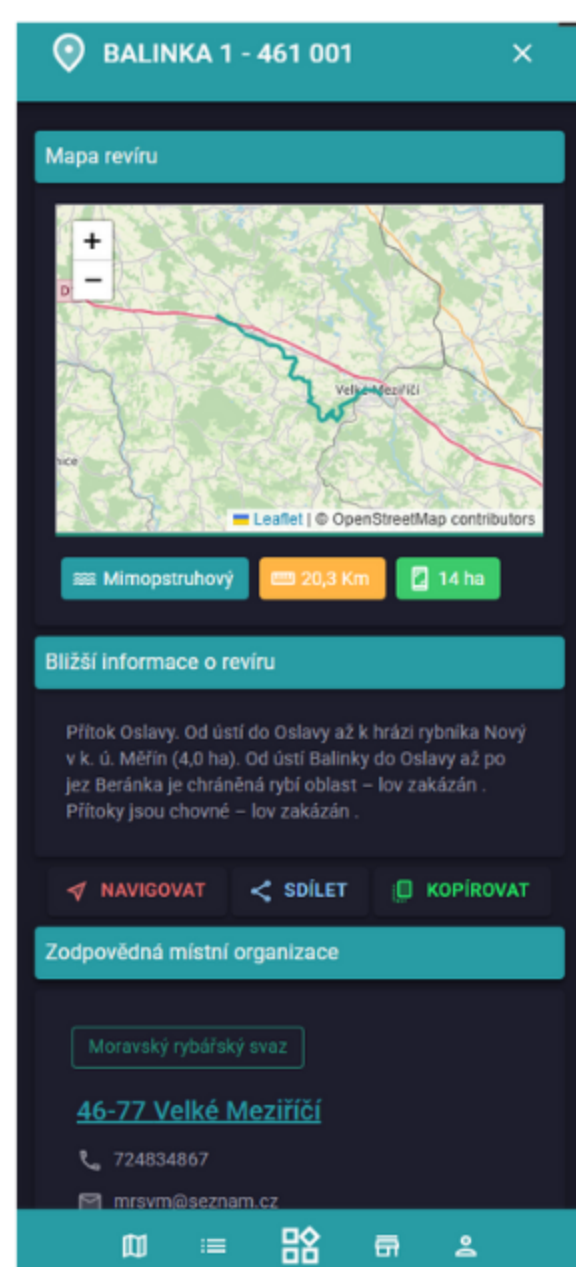 BALINKA 1 - 461 001
Mapa revíru
+
−
D
Velké Meziříčí
nice
Leaflet | © OpenStreetMap contributors
Mimopstruhový
20,3 Km
14 ha
Bližší informace o revíru
Přítok Oslavy. Od ústí do Oslavy až k hrázi rybníka Nový
v k. ú. Měřín (4,0 ha). Od ústí Balinky do Oslavy až po
jez Beránka je chráněná rybí oblast – lov zakázán .
Přítoky jsou chovné – lov zakázán .
NAVIGOVAT
SDÍLET
KOPÍROVAT
Zodpovědná místní organizace
Moravský rybářský svaz
46-77 Velké Meziříčí
724834867
mrsvm@seznam.cz